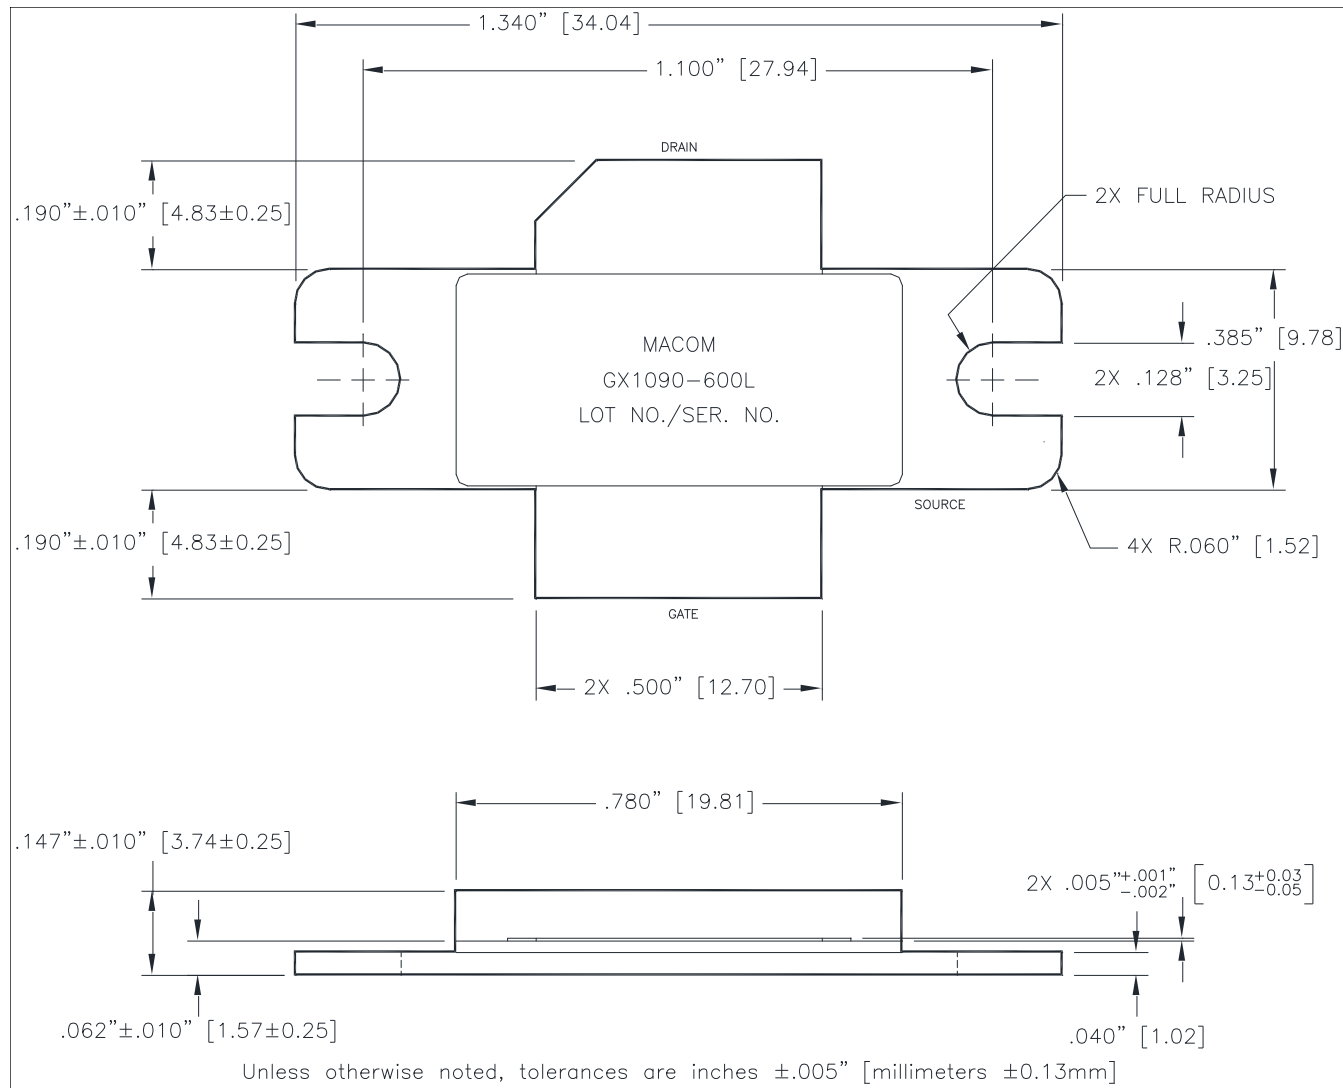 1.340” [34.04]
1.100” [27.94]
DRAIN
.190”±.010” [4.83±0.25]
2X FULL RADIUS
MACOM
GX1090-600L
LOT NO./SER. NO.
.385” [9.78]
2X .128” [3.25]
SOURCE
.190”±.010” [4.83±0.25]
4X R.060” [1.52]
GATE
2X .500” [12.70]
.780” [19.81]
.147”±.010” [3.74±0.25]
2X .005”+.001” -.002” [0.13+0.03 -0.05]
.062”±.010” [1.57±0.25]
.040” [1.02]
Unless otherwise noted, tolerances are inches ±.005” [millimeters ±0.13mm]